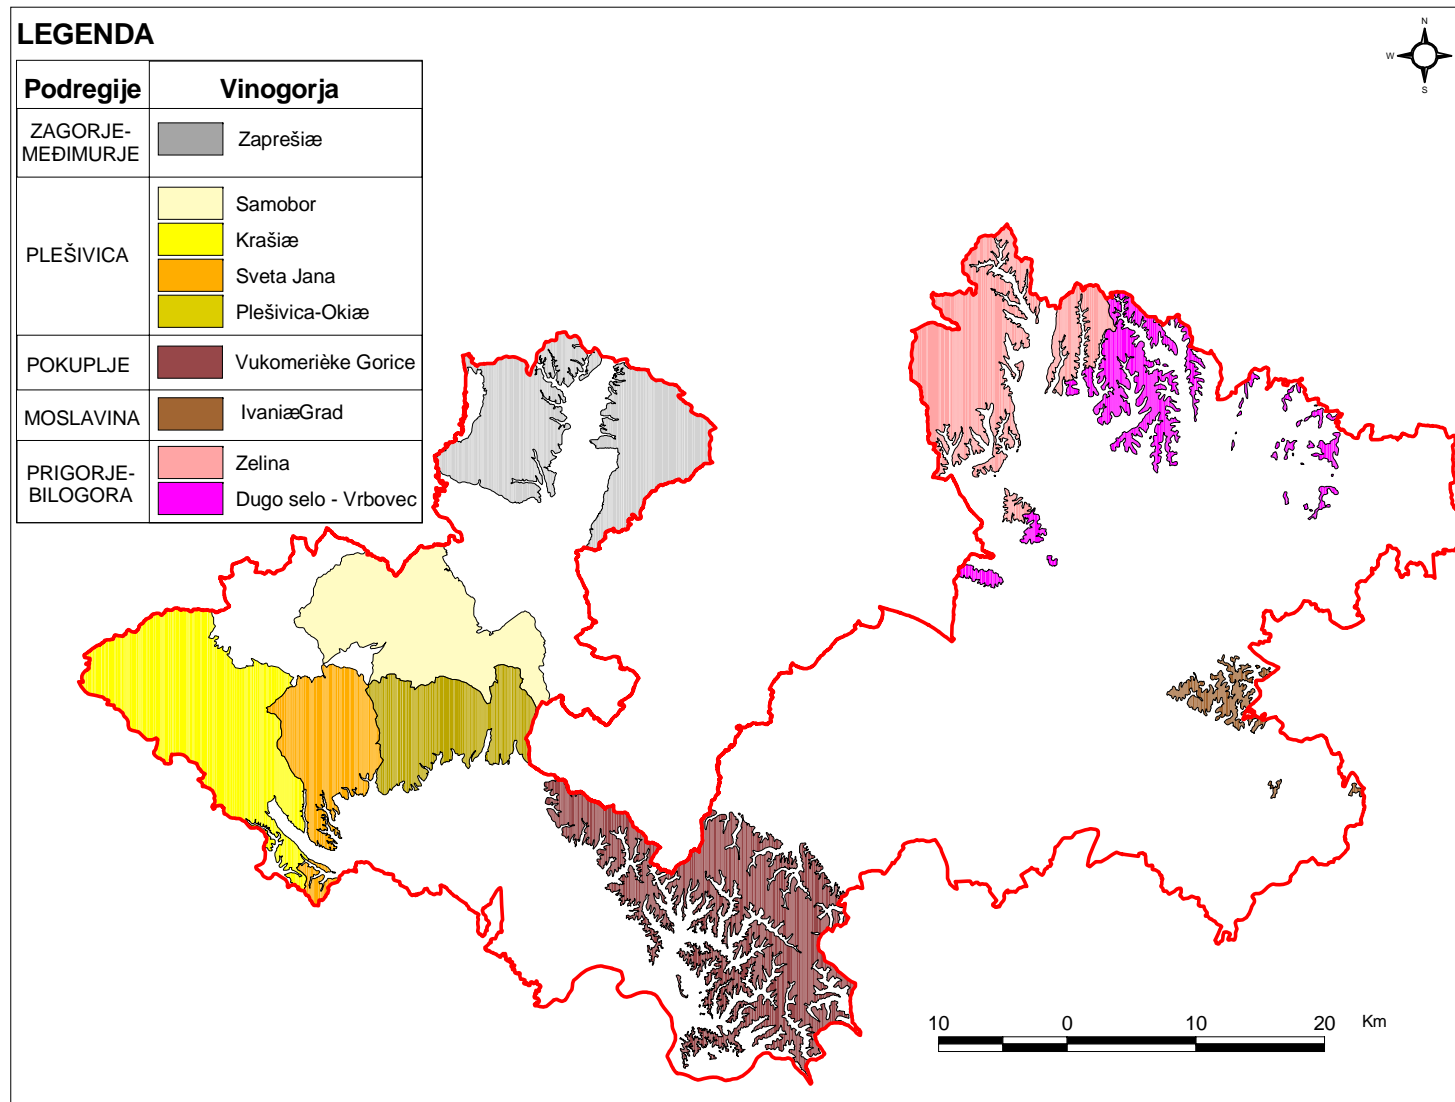 LEGENDA
Podregije Vinogorja
ZAGORJE-
MEĐIMURJE
Zaprešiæ
PLEŠIVICA
Samobor
Krašiæ
Sveta Jana
Plešivica-Okiæ
POKUPLJE
Vukomerièke Gorice
MOSLAVINA
IvaniæGrad
PRIGORJE-
BILOGORA
Zelina
Dugo selo - Vrbovec
N
W
S
10 0 10 20 Km